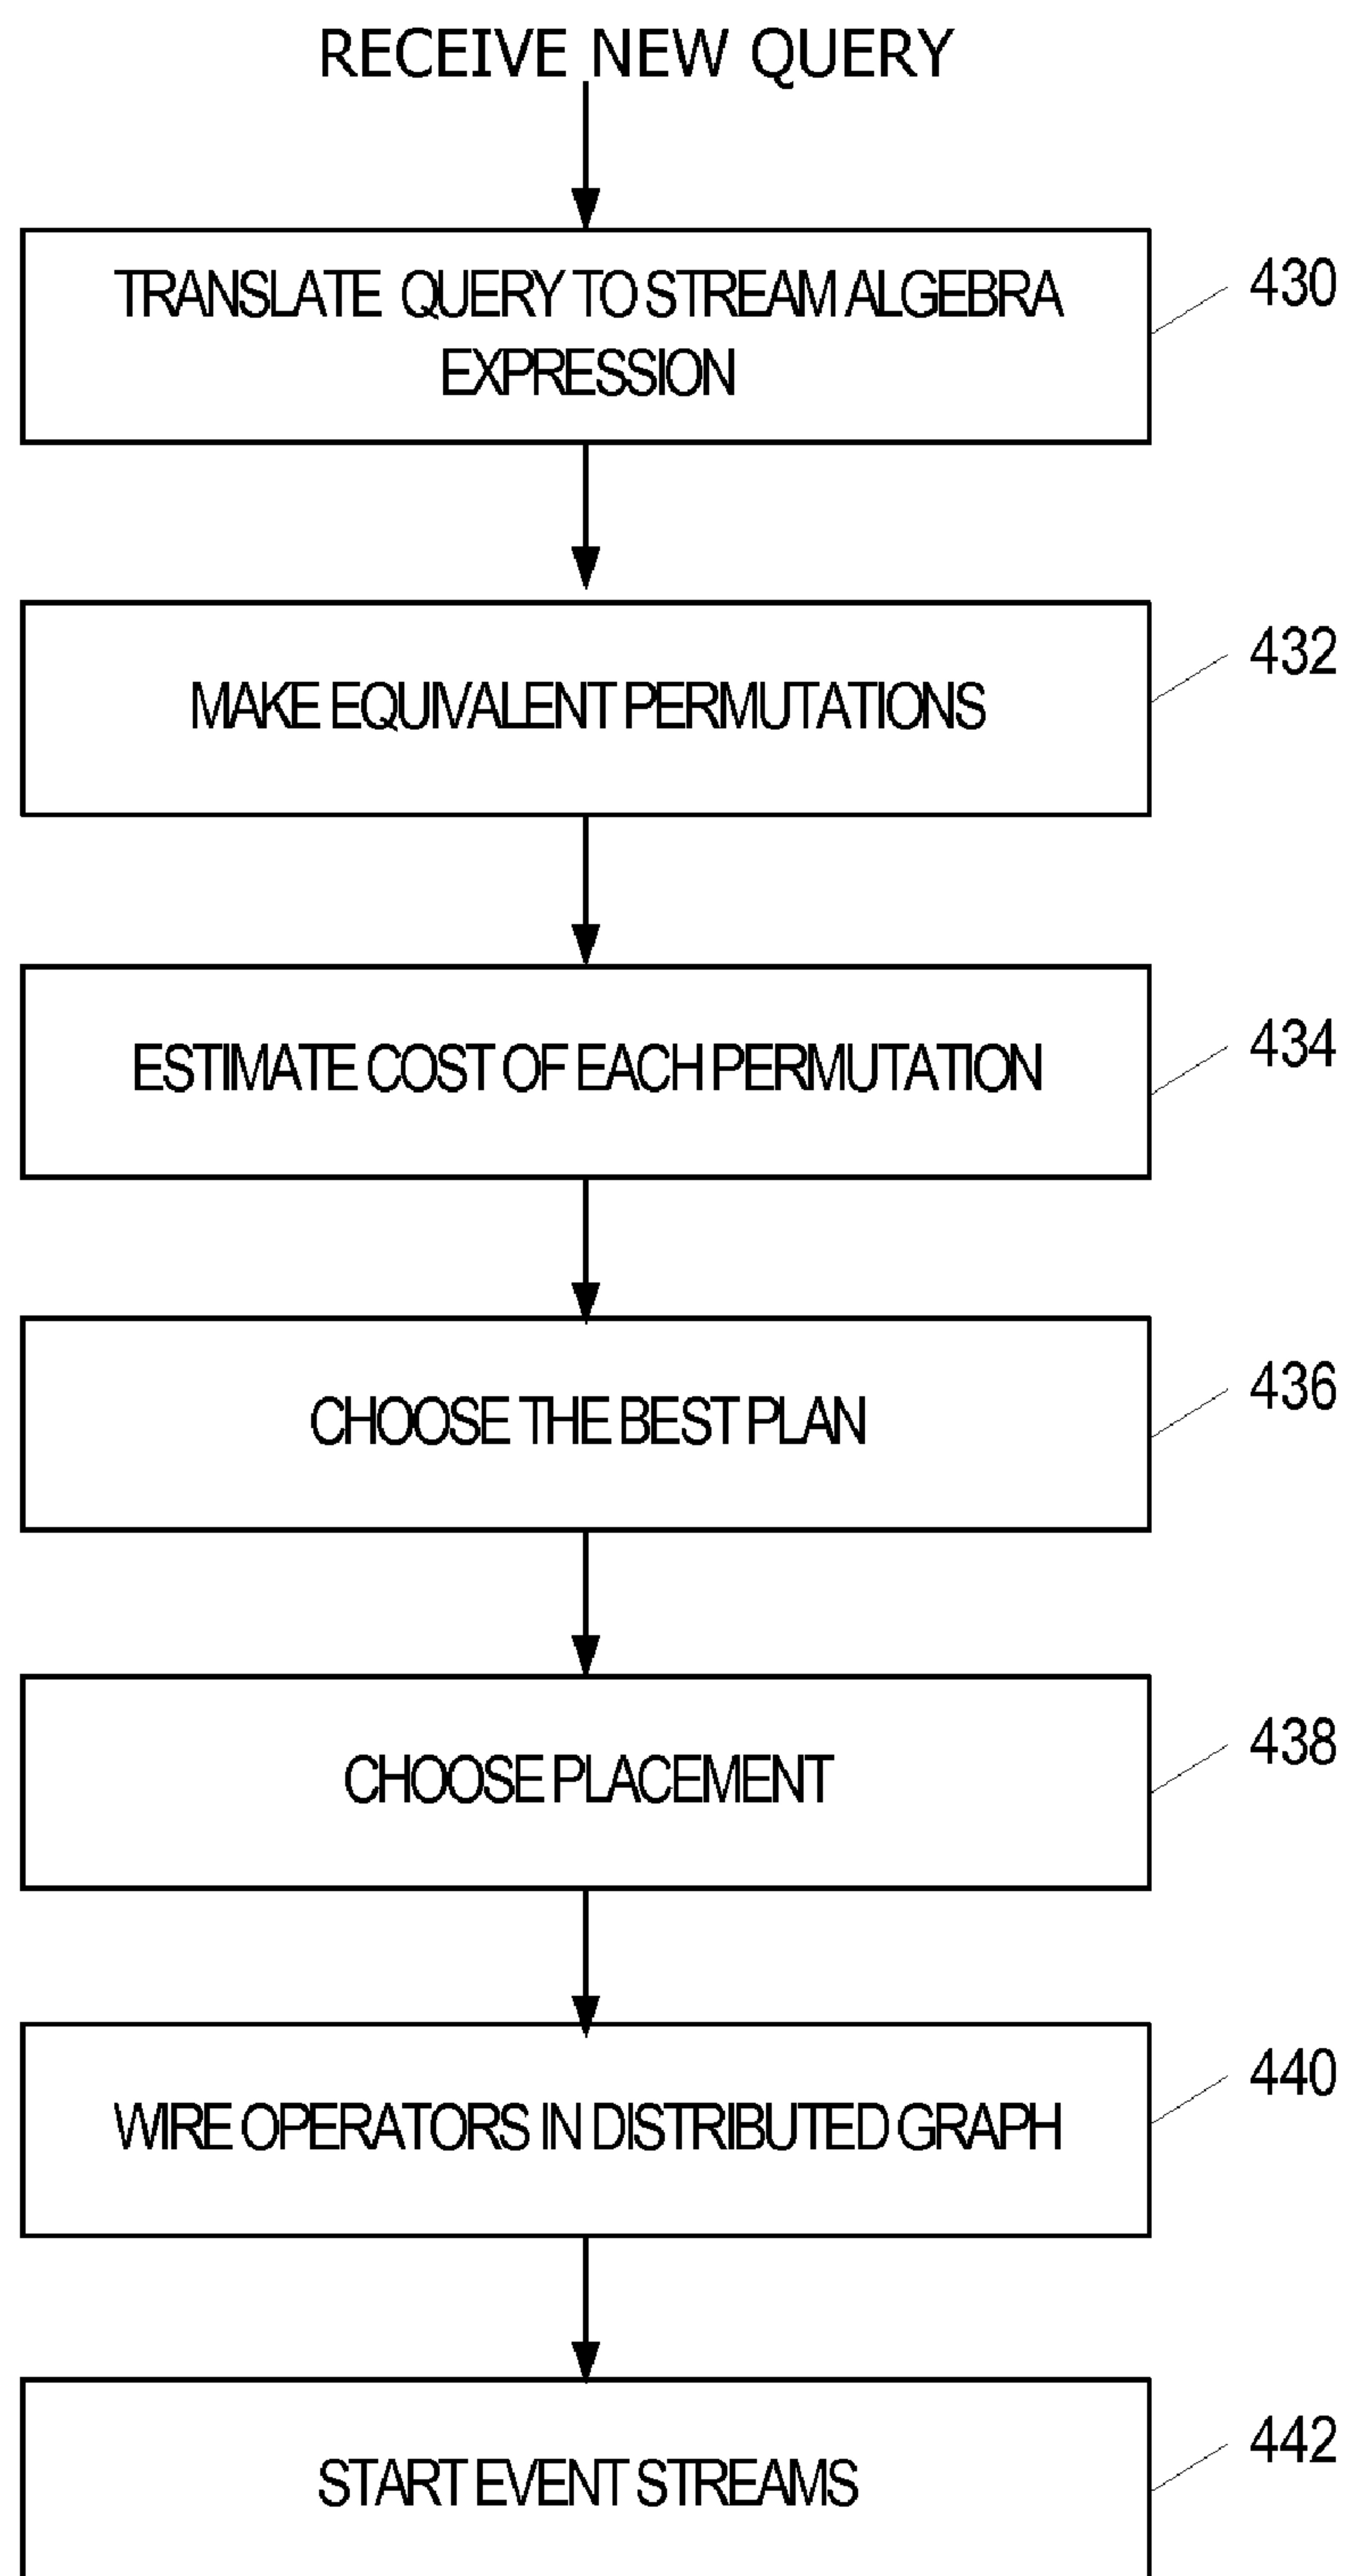 RECEIVE NEW QUERY
TRANSLATE QUERY TO STREAM ALGEBRA
EXPRESSION
430
MAKE EQUIVALENT PERMUTATIONS
432
ESTIMATE COST OF EACH PERMUTATION
434
CHOOSE THE BEST PLAN
436
CHOOSE PLACEMENT
438
WIRE OPERATORS IN DISTRIBUTED GRAPH
440
START EVENT STREAMS
442